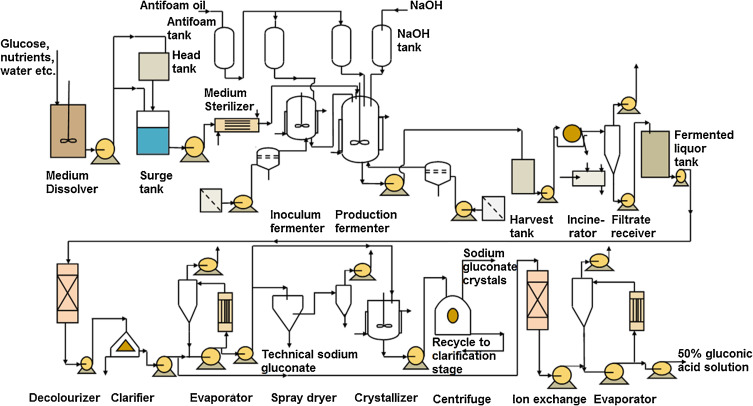 Antifoam oil
Antifoam
tank
NaOH
NaOH
tank
Glucose,
nutrients,
water etc.
Head
tank
Medium
Sterilizer
Fermented
liquor
tank
Medium
Dissolver
Surge
tank
Inoculum
fermenter
Production
fermenter
Harvest
tank
Incine-
rator
Filtrate
receiver
Sodium
gluconate
crystals
Technical sodium
gluconate
Recycle to
clarification
stage
50% gluconic
acid solution
Decolourizer
Clarifier
Evaporator
Spray dryer
Crystallizer
Centrifuge
Ion exchange
Evaporator